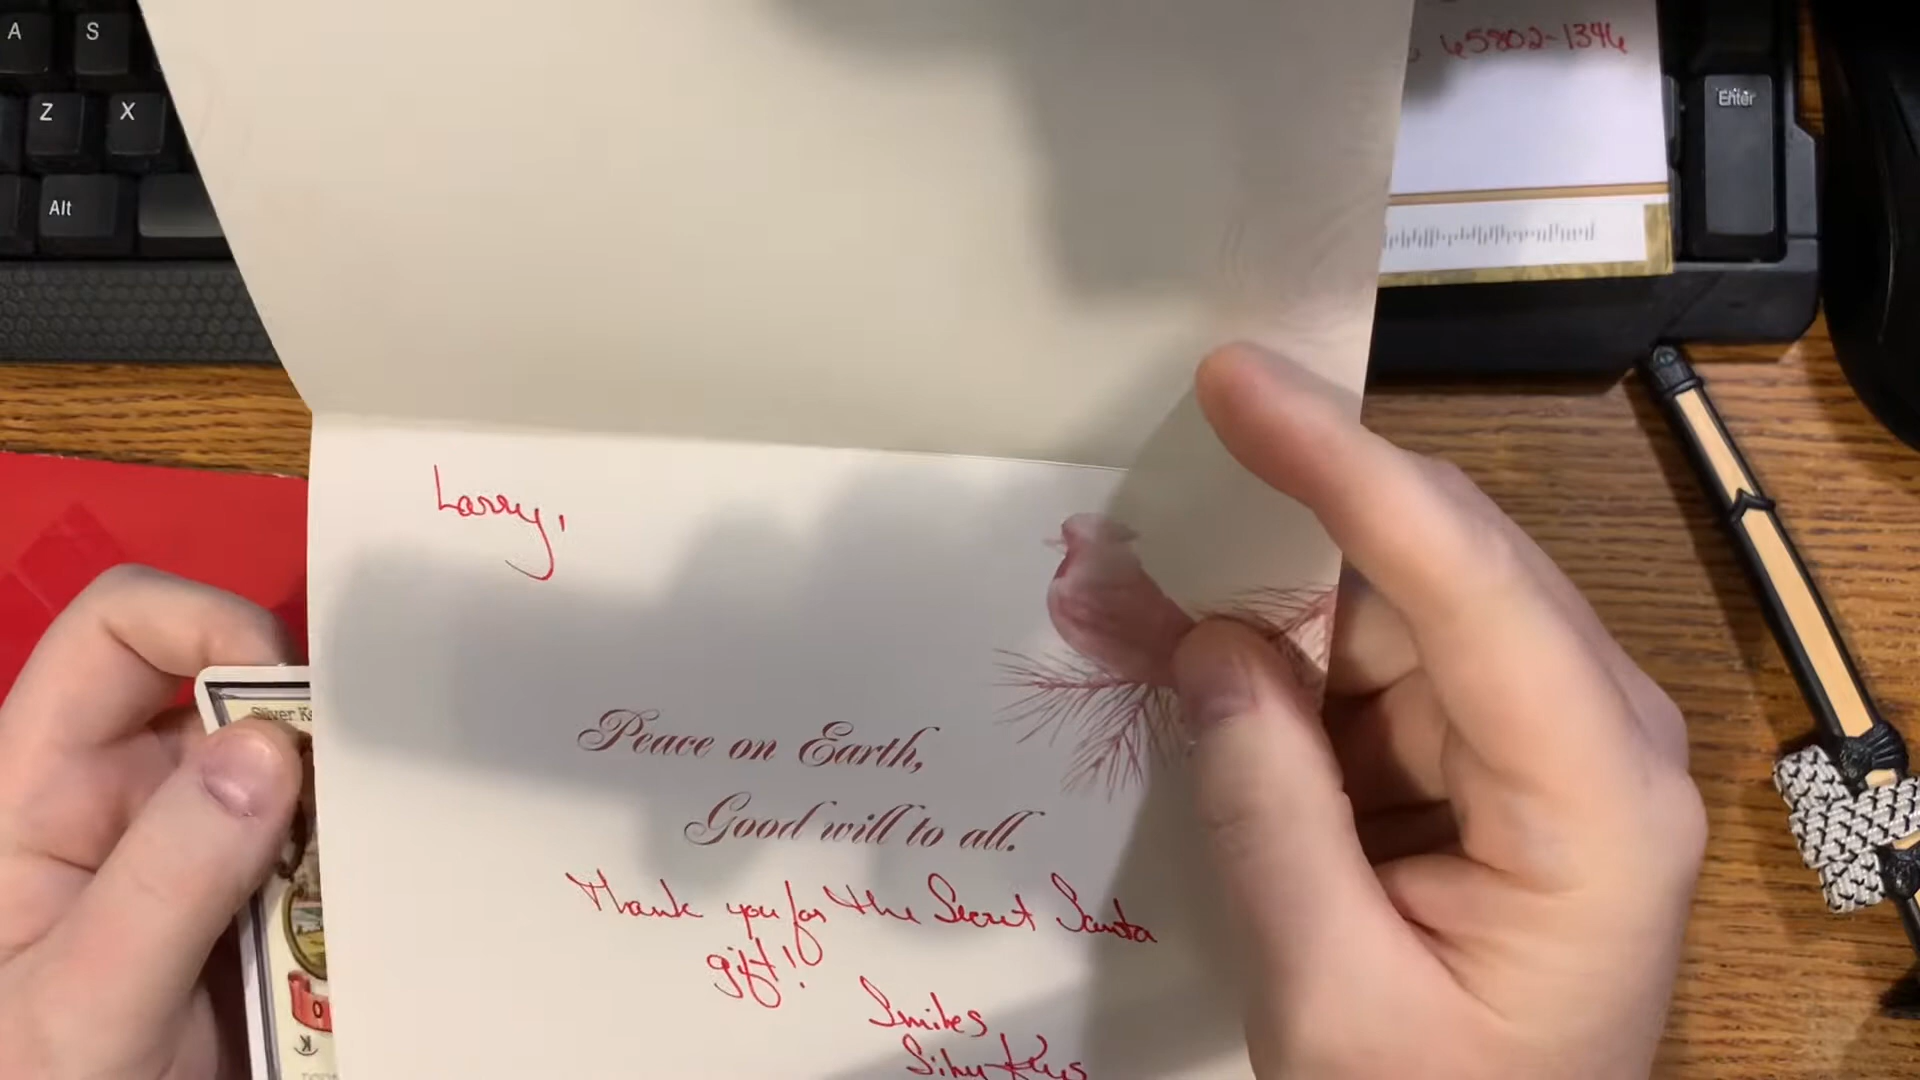 A
S
Z
X
Alt
65802-1346
Enter
Larry,
Silver
Peace on Earth,
Good will to all.
Thank you for the Secret Santa
gift!
Smiles
O
K